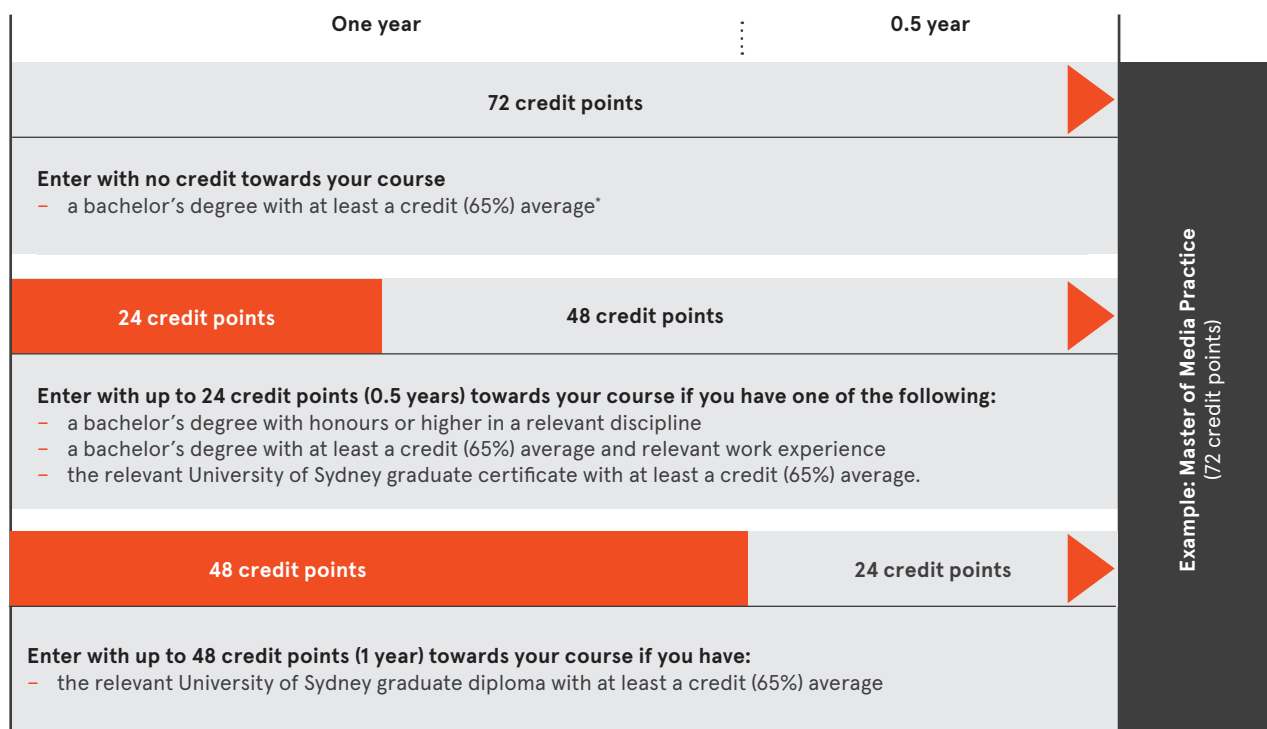 One year
0.5 year
72 credit points
Enter with no credit towards your course
– a bachelor’s degree with at least a credit (65%) average*
24 credit points
48 credit points
Enter with up to 24 credit points (0.5 years) towards your course if you have one of the following:
– a bachelor’s degree with honours or higher in a relevant discipline
– a bachelor’s degree with at least a credit (65%) average and relevant work experience
– the relevant University of Sydney graduate certificate with at least a credit (65%) average.
48 credit points
24 credit points
Enter with up to 48 credit points (1 year) towards your course if you have:
– the relevant University of Sydney graduate diploma with at least a credit (65%) average
Example: Master of Media Practice
(72 credit points)